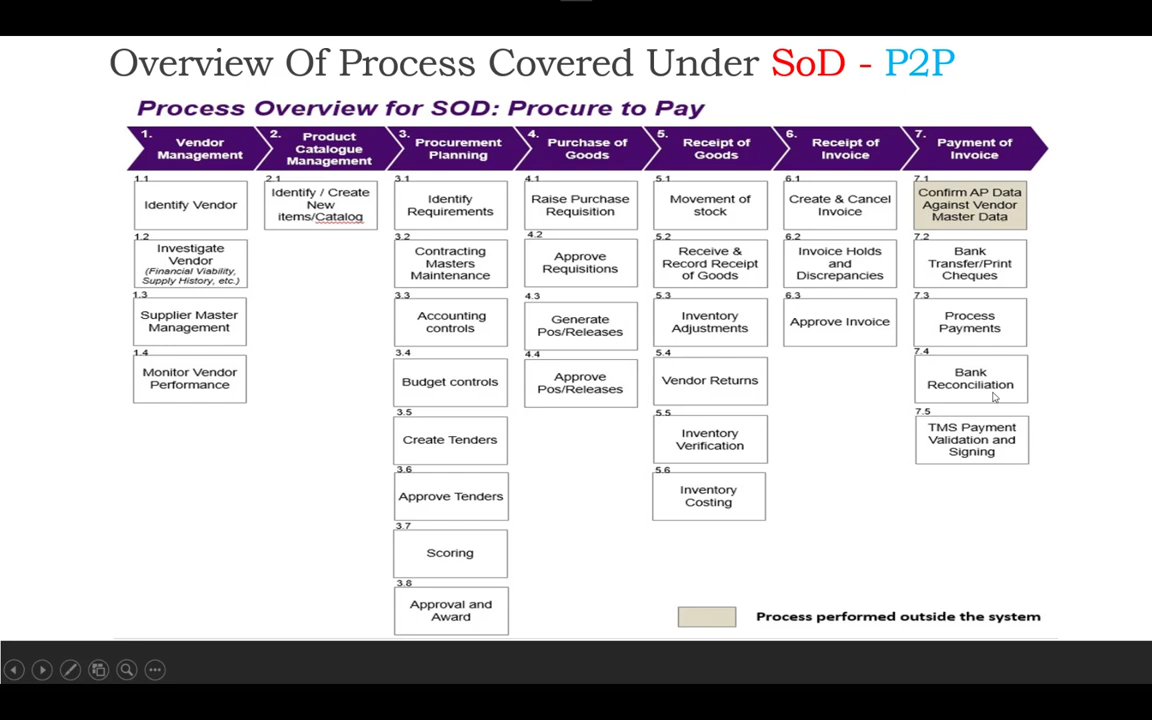 Overview Of Process Covered Under SoD - P2P
Process Overview for SOD: Procure to Pay
1.
Vendor
Management
2.
Product
Catalogue
Management
3.
Procurement
Planning
4.
Purchase of
Goods
5.
Receipt of
Goods
6.
Receipt of
Invoice
7.
Payment of
Invoice
1.1
Identify Vendor
1.2
Investigate
Vendor
(Financial Viability,
Supply History, etc.)
1.3
Supplier Master
Management
1.4
Monitor Vendor
Performance
2.1
Identify / Create
New
items/Catalog
3.1
Identify
Requirements
3.2
Contracting
Masters
Maintenance
3.3
Accounting
controls
3.4
Budget controls
3.5
Create Tenders
3.6
Approve Tenders
3.7
Scoring
3.8
Approval and
Award
4.1
Raise Purchase
Requisition
4.2
Approve
Requisitions
4.3
Generate
Pos/Releases
4.4
Approve
Pos/Releases
5.1
Movement of
stock
5.2
Receive &
Record Receipt
of Goods
5.3
Inventory
Adjustments
5.4
Vendor Returns
5.5
Inventory
Verification
5.6
Inventory
Costing
6.1
Create & Cancel
Invoice
6.2
Invoice Holds
and
Discrepancies
6.3
Approve Invoice
7.1
Confirm AP Data
Against Vendor
Master Data
7.2
Bank
Transfer/Print
Cheques
7.3
Process
Payments
7.4
Bank
Reconciliation
7.5
TMS Payment
Validation and
Signing
Process performed outside the system